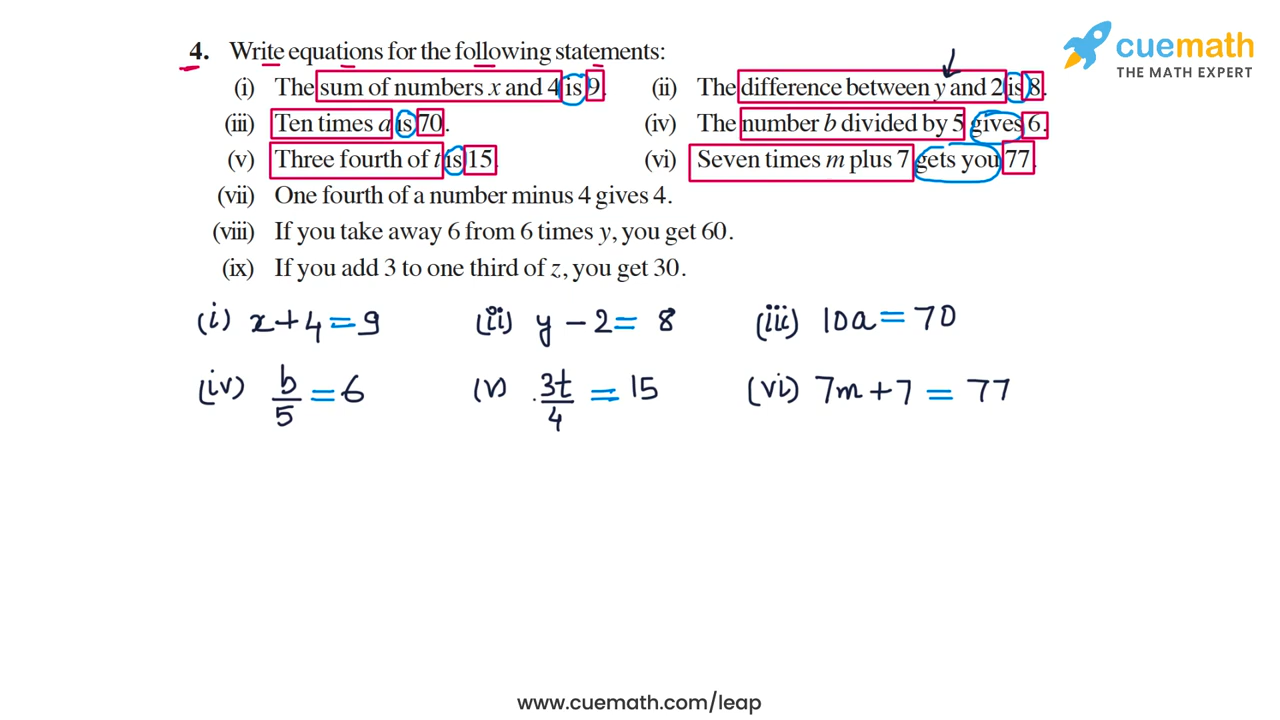 cuemath
THE MATH EXPERT
4. Write equations for the following statements:
(i) The sum of numbers x and 4 is 9. (ii) The difference between y and 2 is 8.
(iii) Ten times a is 70. (iv) The number b divided by 5 gives 6.
(v) Three fourth of t is 15. (vi) Seven times m plus 7 gets you 77.
(vii) One fourth of a number minus 4 gives 4.
(viii) If you take away 6 from 6 times y, you get 60.
(ix) If you add 3 to one third of z, you get 30.
(i) x + 4 = 9 (ii) y - 2 = 8 (iii) 10a = 70
(iv) b/5 = 6 (v) 3t/4 = 15 (vi) 7m + 7 = 77
www.cuemath.com/leap